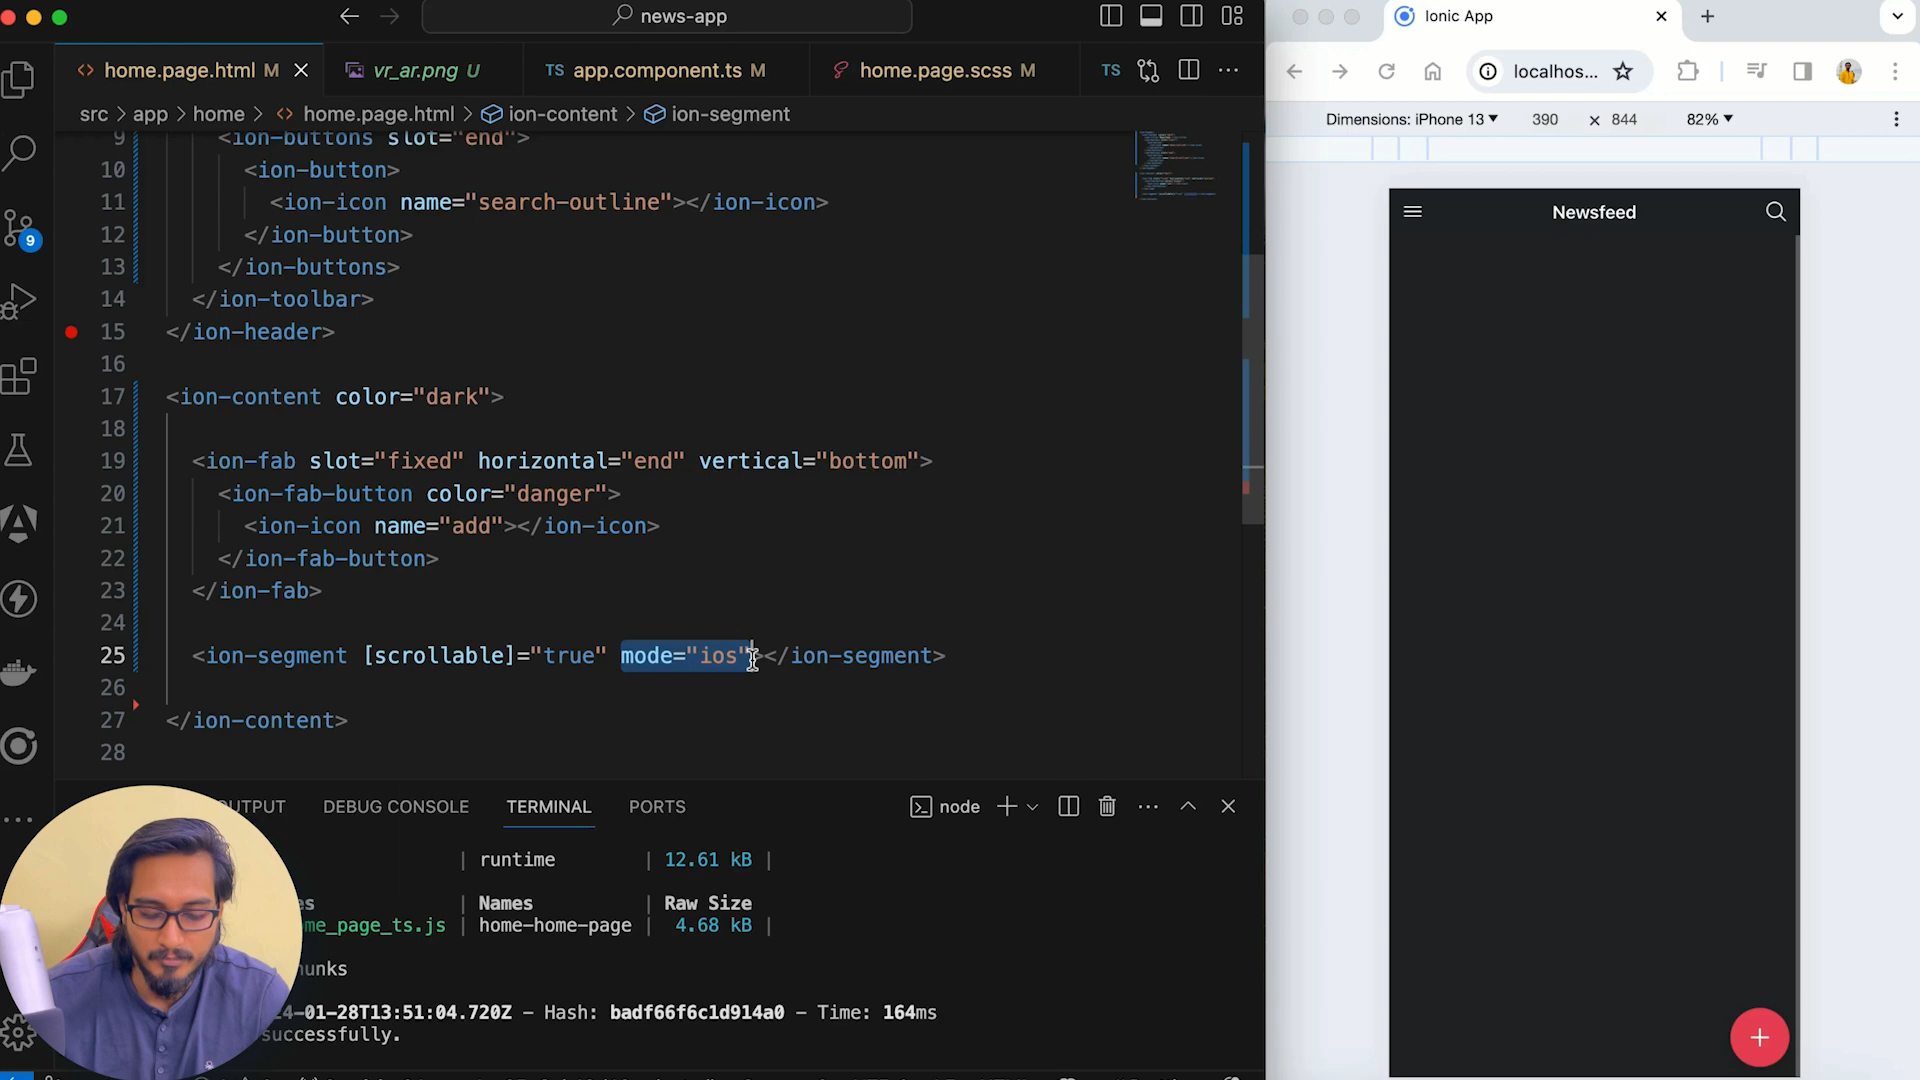 news-app
home.page.html M
vr_ar.png U
TS app.component.ts M
home.page.scss M
TS
src > app > home > home.page.html > ion-content > ion-segment
9 <ion-buttons slot="end">
10 <ion-button>
11 <ion-icon name="search-outline"></ion-icon>
12 </ion-button>
13 </ion-buttons>
14 </ion-toolbar>
15 </ion-header>
16
17 <ion-content color="dark">
18
19 <ion-fab slot="fixed" horizontal="end" vertical="bottom">
20 <ion-fab-button color="danger">
21 <ion-icon name="add"></ion-icon>
22 </ion-fab-button>
23 </ion-fab>
24
25 <ion-segment [scrollable]="true" mode="ios"></ion-segment>
26
27 </ion-content>
28
9
OUTPUT DEBUG CONSOLE TERMINAL PORTS
node
| runtime | 12.61 kB |
| Names | Raw Size
me_page_ts.js | home-home-page | 4.68 kB |
hunks
4-01-28T13:51:04.720Z - Hash: badf66f6c1d914a0 - Time: 164ms
successfully.
Ionic App
localhos...
Dimensions: iPhone 13 390 × 844 82%
Newsfeed